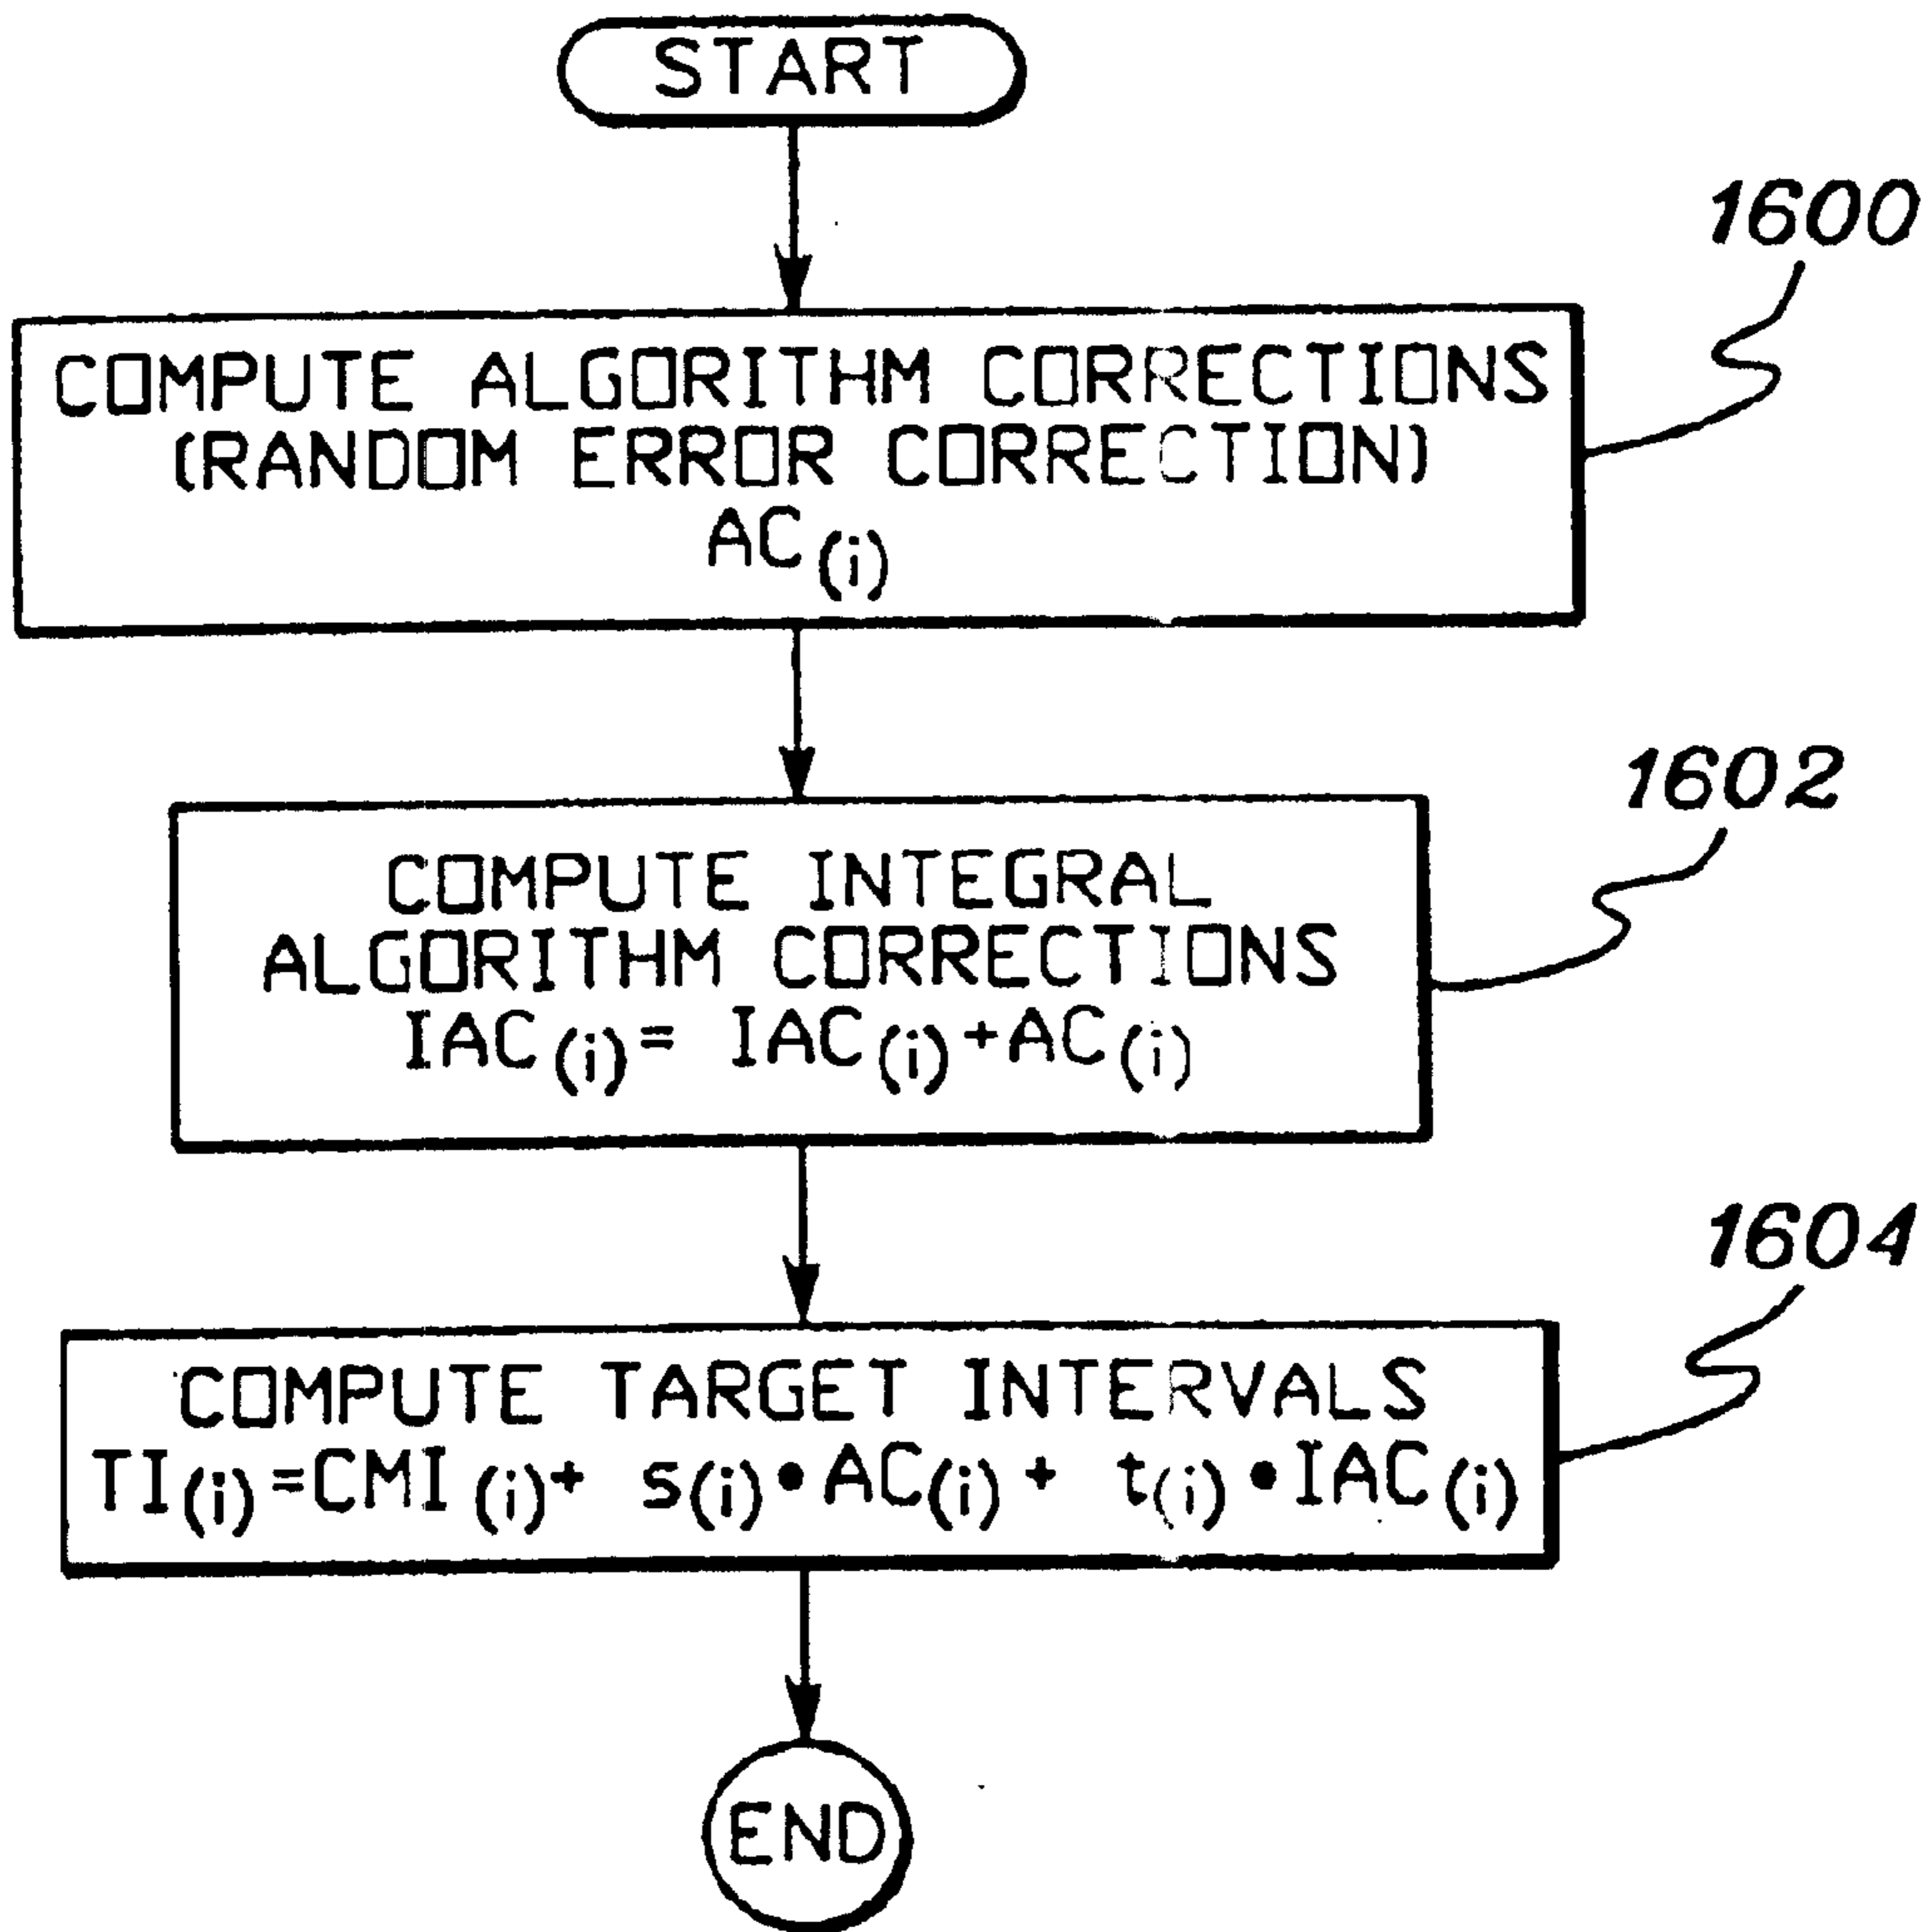 START
1600
COMPUTE ALGORITHM CORRECTIONS
(RANDOM ERROR CORRECTION)
AC(i)
1602
COMPUTE INTEGRAL
ALGORITHM CORRECTIONS
IAC(i)= IAC(i)+AC(i)
1604
COMPUTE TARGET INTERVALS
TI(i)=CMI(i)+ s(i)•AC(i)+ t(i)•IAC(i)
END